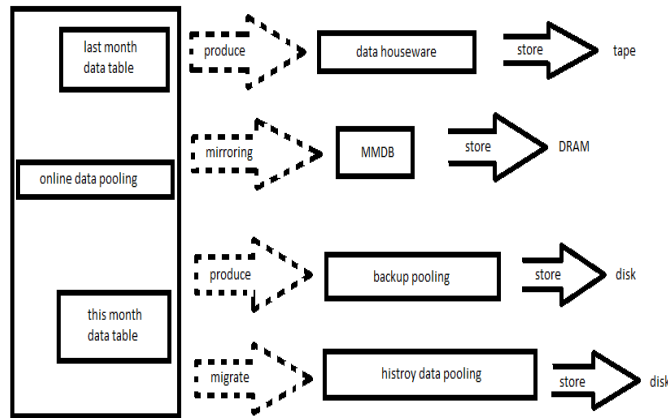 last month
data table
produce
data houseware
store
tape
online data pooling
mirroring
MMDB
store
DRAM
produce
backup pooling
store
disk
this month
data table
migrate
histroy data pooling
store
disk